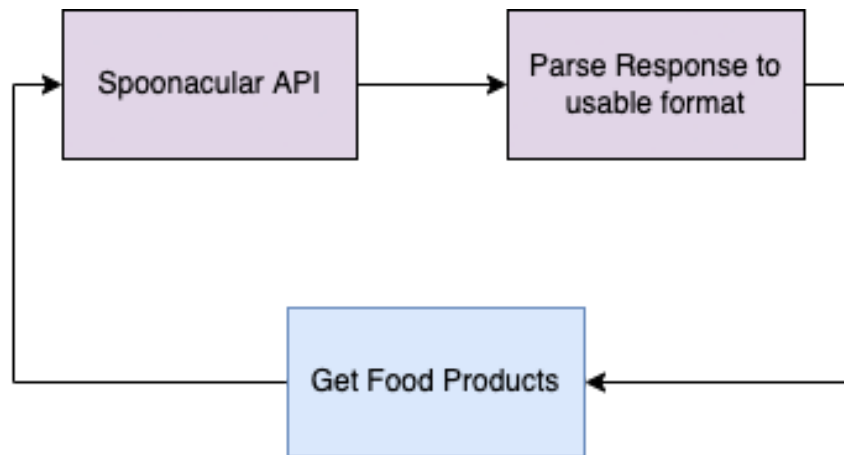 Spoonacular API
Parse Response to
usable format
Get Food Products